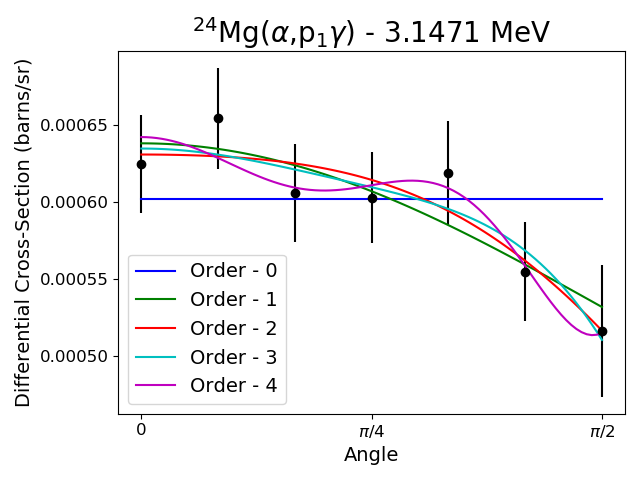 ²⁴Mg(α,p₁γ) - 3.1471 MeV
Differential Cross-Section (barns/sr)
0.00065
0.00060
0.00055
0.00050
Order - 0
Order - 1
Order - 2
Order - 3
Order - 4
0 π/4 π/2
Angle